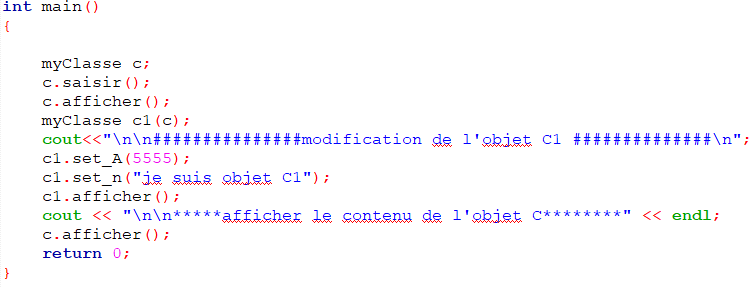 int main()
{
myClasse c;
c.saisir();
c.afficher();
myClasse c1(c);
cout<<"\n\n###############modification de l'objet C1 ##############\n";
c1.set_A(5555);
c1.set_n("je suis objet C1");
c1.afficher();
cout << "\n\n*****afficher le contenu de l'objet C********" << endl;
c.afficher();
return 0;
}